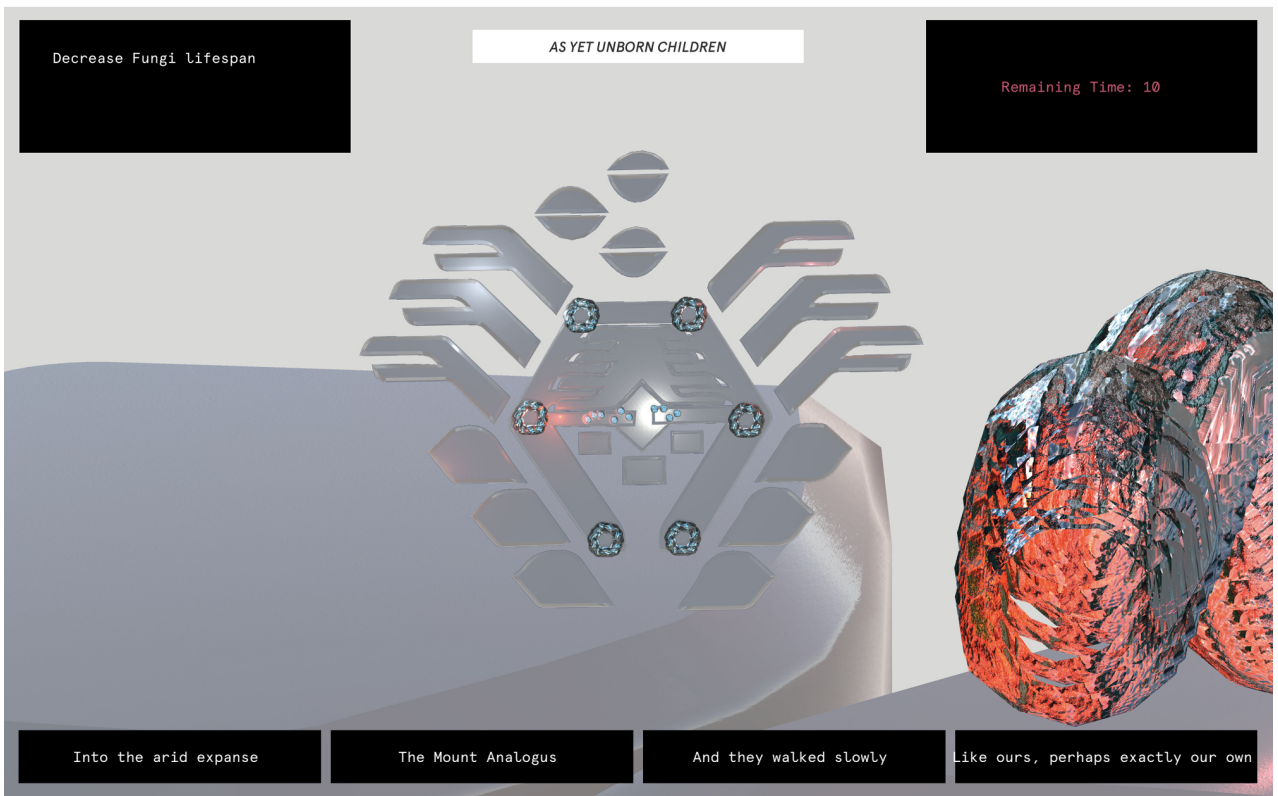 Decrease Fungi lifespan
AS YET UNBORN CHILDREN
Remaining Time: 10
Into the arid expanse
The Mount Analogus
And they walked slowly
Like ours, perhaps exactly our own